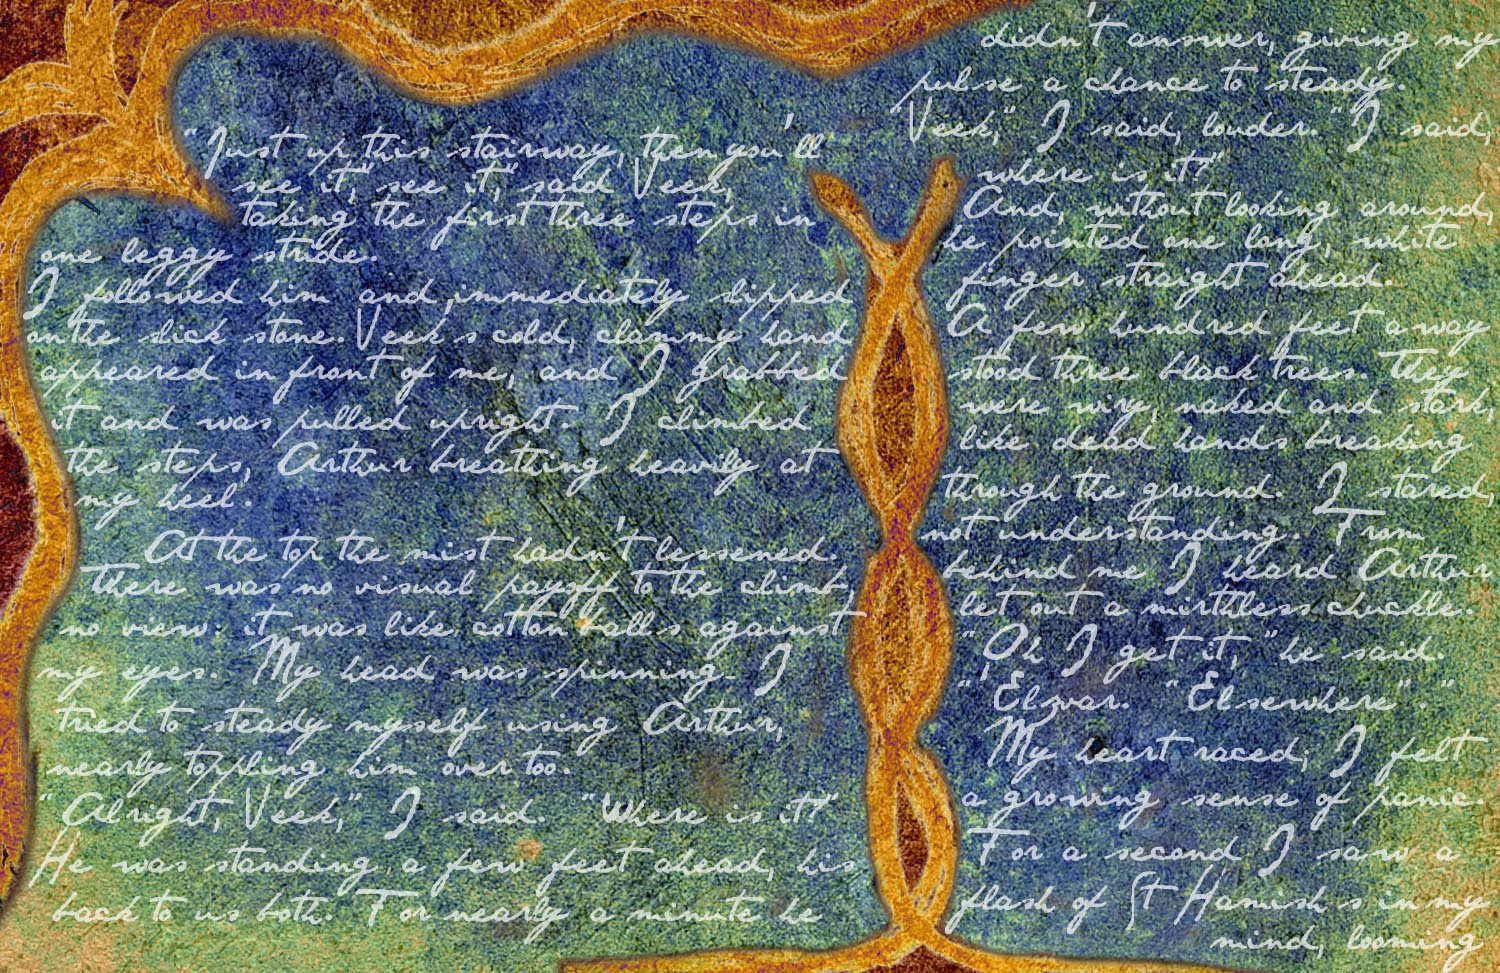 "Just up this stairway, then you'll
see it, see it," said Veek,
taking the first three steps in
one leggy stride.
I followed him and, immediately slipped
on the slick stone. Veek's cold, clammy hand
appeared in front of me, and I grabbed
it and was pulled upright. I climbed
the steps, Arthur breathing heavily at
my heel.
At the top the mist hadn't lessened.
There was no visual payoff to the climb,
no view: it was like cotton balls against
my eyes. My head was spinning. I
tried to steady myself using Arthur,
nearly toppling him over too.
"Alright, Veek," I said. "Where is it?"
He was standing a few feet ahead, his
back to us both. For nearly a minute he
didn't answer, giving my
pulse a chance to steady.
"Veek," I said, louder. "I said,
where is it?"
And, without looking around,
he pointed one long, white
finger straight ahead.
A few hundred feet away
stood three black trees. They
were wiry, naked and stark,
like dead hands breaking
through the ground. I stared,
not understanding. From
behind me I heard Arthur
let out a mirthless chuckle.
"Oh I get it," he said.
"Elzvar. "Elsewhere"."
My heart raced; I felt
a growing sense of panic.
For a second I saw a
flash of St Hamish's in my
mind, looming